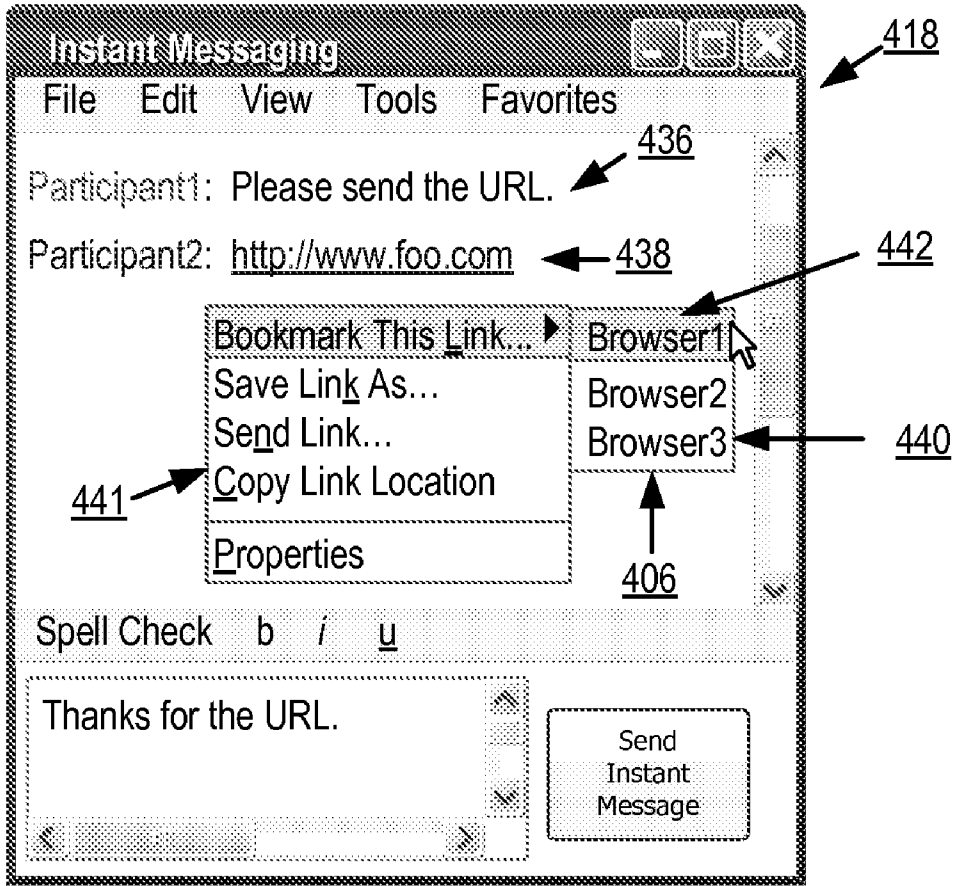 Instant Messaging
418
File Edit View Tools Favorites
436
Participant1: Please send the URL.
Participant2: http://www.foo.com
438
442
Bookmark This Link... Browser1
Save Link As... Browser2
Send Link... Browser3
440
Copy Link Location
441
Properties
406
Spell Check b i u
Thanks for the URL.
Send
Instant
Message